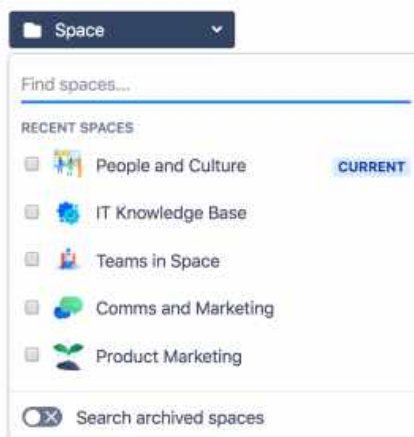 Space
Find spaces...
RECENT SPACES
People and Culture CURRENT
IT Knowledge Base
Teams in Space
Comms and Marketing
Product Marketing
Search archived spaces